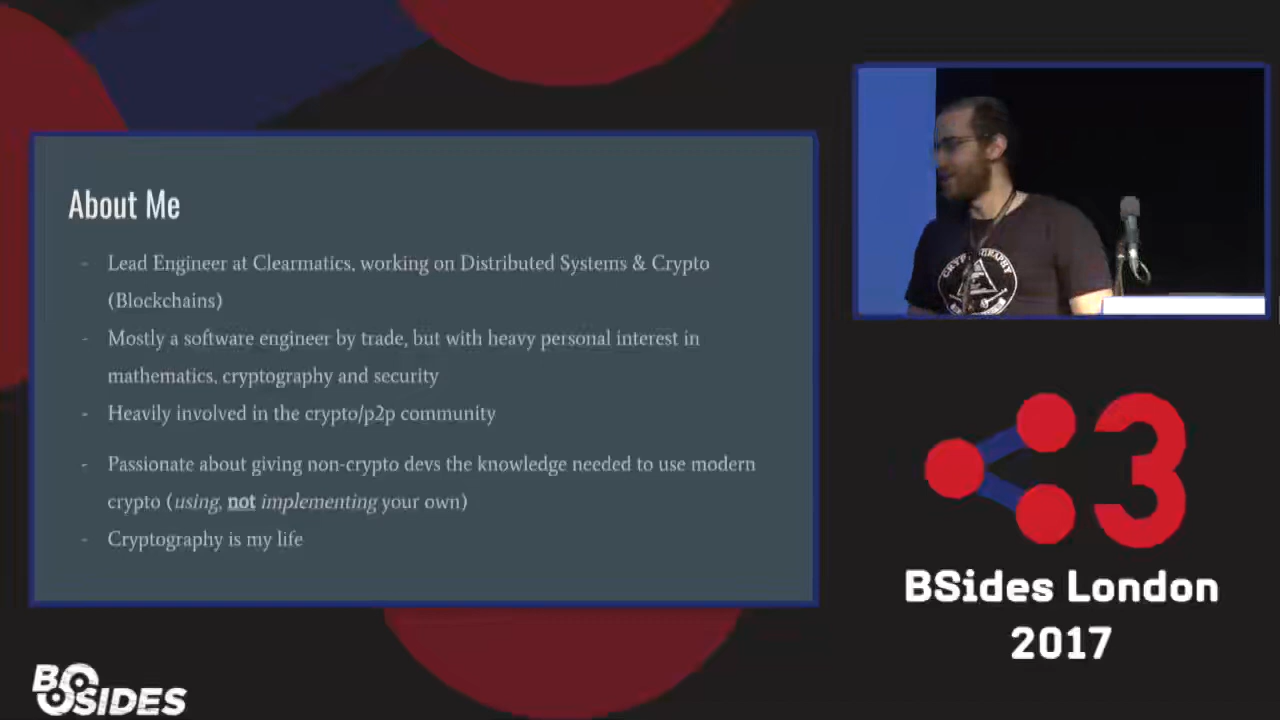 About Me
- Lead Engineer at Clearmatics, working on Distributed Systems & Crypto
(Blockchains)
- Mostly a software engineer by trade, but with heavy personal interest in
mathematics, cryptography and security
- Heavily involved in the crypto/p2p community
- Passionate about giving non-crypto devs the knowledge needed to use modern
crypto (using, not implementing your own)
- Cryptography is my life
3
BSides London
2017
BSIDES